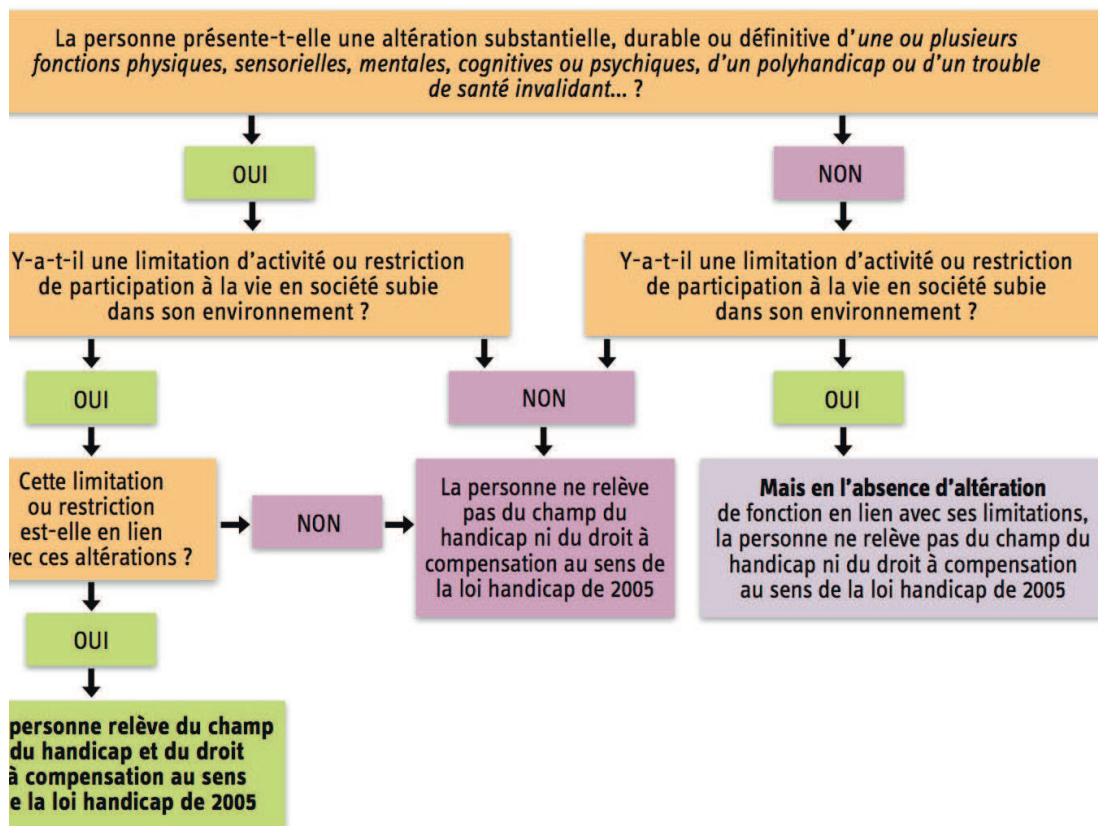 La personne présente-t-elle une altération substantielle, durable ou définitive d'une ou plusieurs
fonctions physiques, sensorielles, mentales, cognitives ou psychiques, d'un polyhandicap ou d'un trouble
de santé invalidant... ?
OUI
NON
Y-a-t-il une limitation d'activité ou restriction
de participation à la vie en société subie
dans son environnement ?
Y-a-t-il une limitation d'activité ou restriction
de participation à la vie en société subie
dans son environnement ?
OUI
NON
OUI
Cette limitation
ou restriction
est-elle en lien
vec ces altérations ?
NON
La personne ne relève
pas du champ du
handicap ni du droit à
compensation au sens de
la loi handicap de 2005
Mais en l'absence d'altération
de fonction en lien avec ses limitations,
la personne ne relève pas du champ du
handicap ni du droit à compensation
au sens de la loi handicap de 2005
OUI
personne relève du champ
du handicap et du droit
à compensation au sens
e la loi handicap de 2005